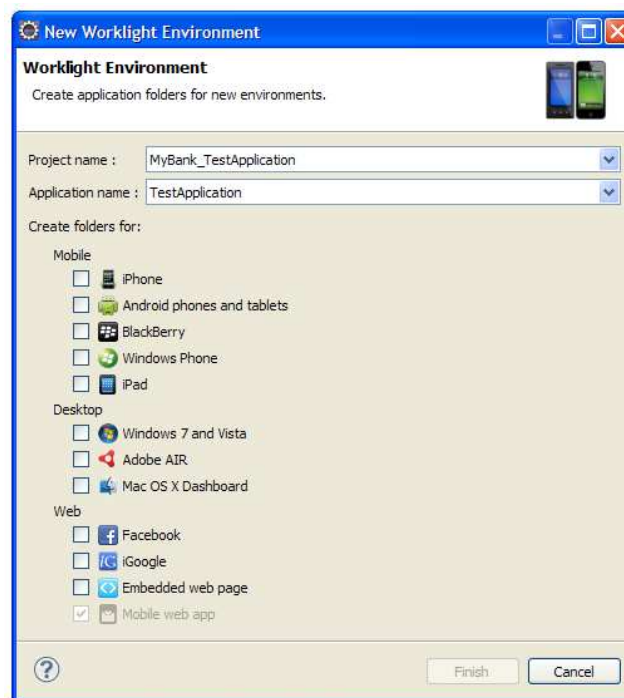 New Worklight Environment
Worklight Environment
Create application folders for new environments.
Project name : MyBank_TestApplication
Application name : TestApplication
Create folders for:
Mobile
iPhone
Android phones and tablets
BlackBerry
Windows Phone
iPad
Desktop
Windows 7 and Vista
Adobe AIR
Mac OS X Dashboard
Web
Facebook
iGoogle
Embedded web page
Mobile web app
Finish Cancel